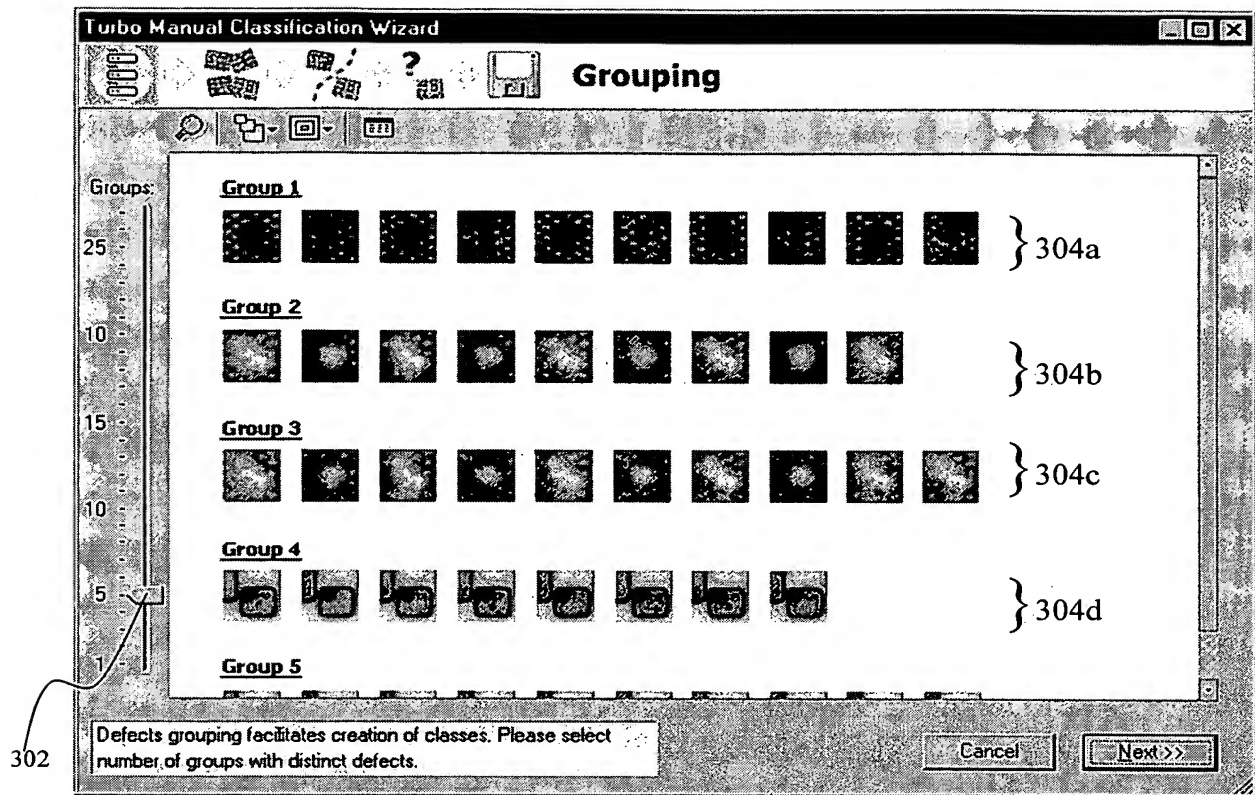 Turbo Manual Classification Wizard
?
Grouping
Groups:
25
10
15
10
5
1
Group 1
304a
Group 2
304b
Group 3
304c
Group 4
304d
Group 5
302
Defects grouping facilitates creation of classes. Please select
number of groups with distinct defects.
Cancel
Next >>